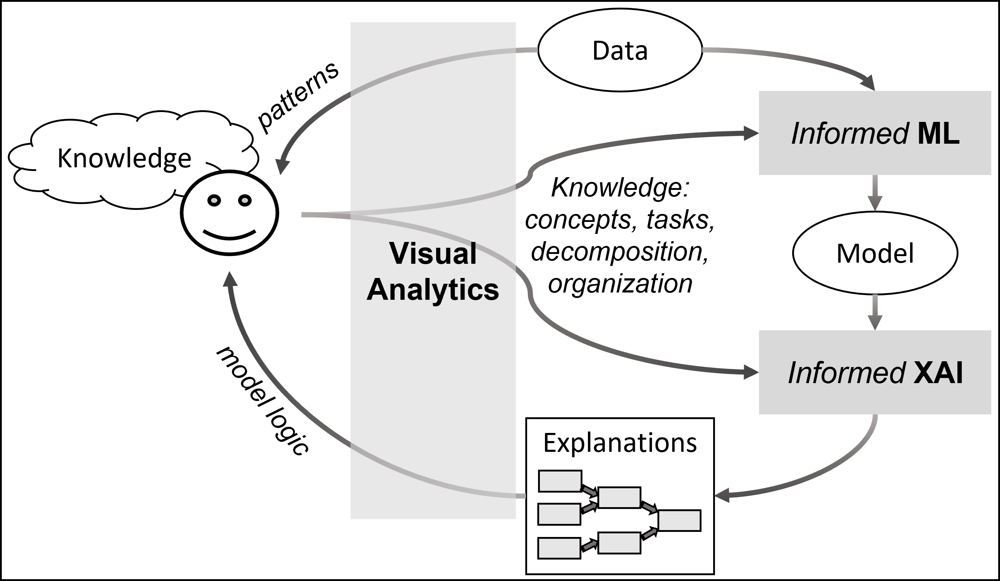 Data
patterns
Informed ML
Knowledge
Knowledge:
concepts, tasks,
decomposition,
organization
Visual
Analytics
Model
model logic
Informed XAI
Explanations